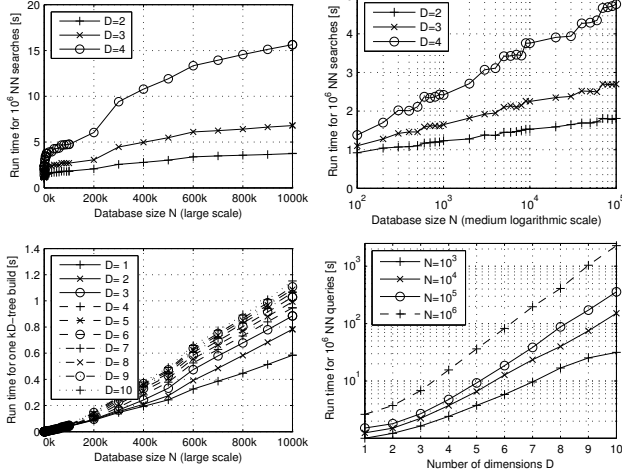 Run time for 10^6 NN searches [s]
20
15
10
5
0
D=2
D=3
D=4
0k 200k 400k 600k 800k 1000k
Database size N (large scale)
Run time for 10^6 NN searches [s]
4
3
2
1
0
D=2
D=3
D=4
10^2 10^3 10^4 10^5
Database size N (medium logarithmic scale)
Run time for one kD-tree build [s]
1.4
1.2
1
0.8
0.6
0.4
0.2
0
D= 1
D= 2
D= 3
D= 4
D= 5
D= 6
D= 7
D= 8
D= 9
D= 10
0k 200k 400k 600k 800k 1000k
Database size N (large scale)
Run time for 10^6 NN queries [s]
10^3
10^2
10^1
N=10^3
N=10^4
N=10^5
N=10^6
1 2 3 4 5 6 7 8 9 10
Number of dimensions D